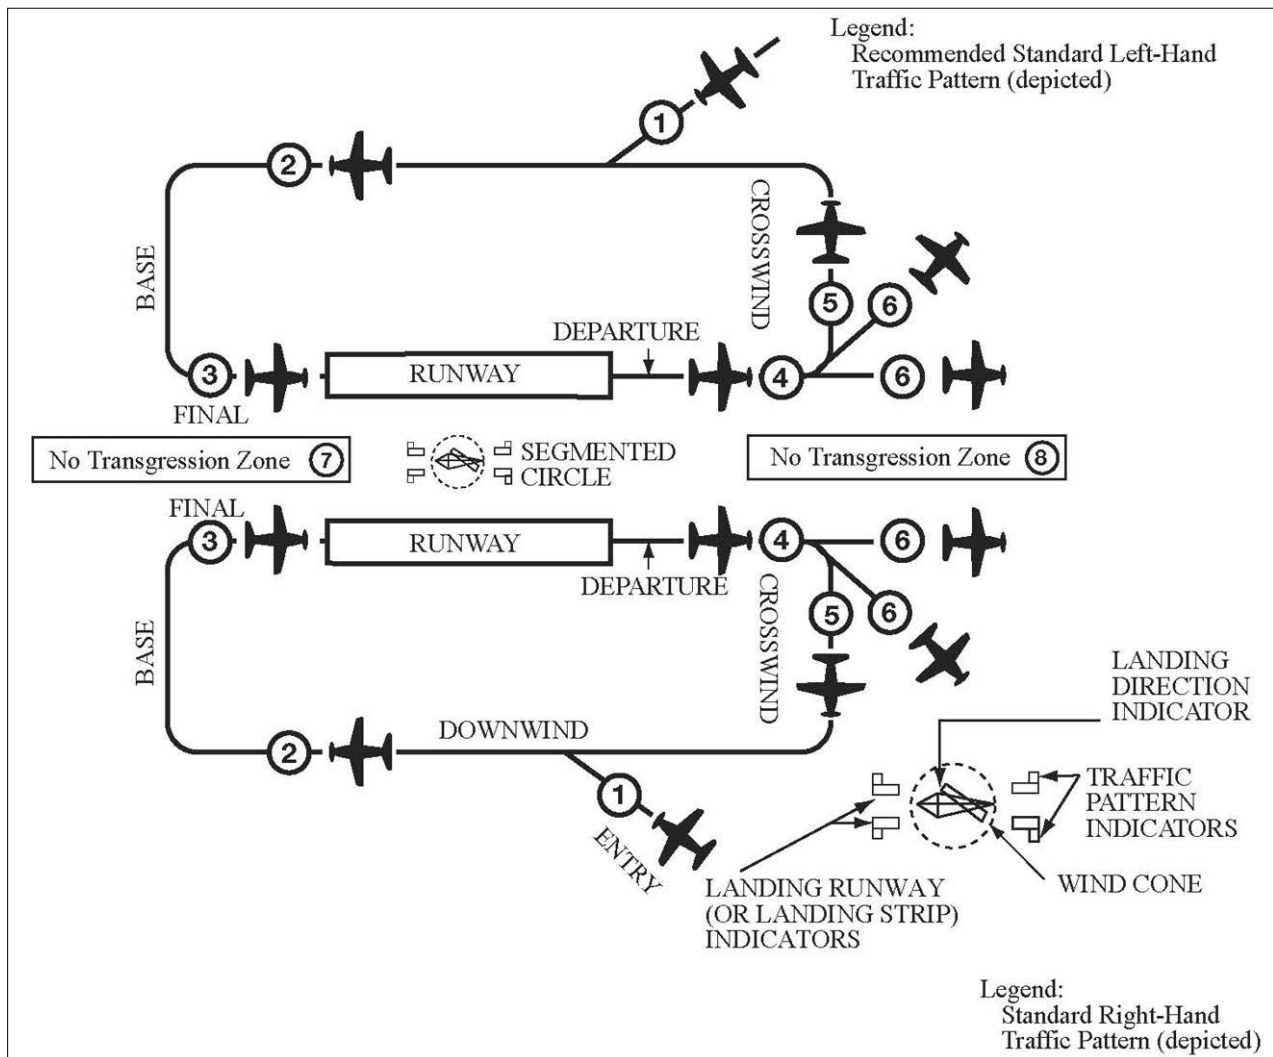 Legend:
Recommended Standard Left-Hand
Traffic Pattern (depicted)
1
2
CROSSWIND
BASE
5
6
DEPARTURE
3
RUNWAY
4
6
FINAL
No Transgression Zone 7
SEGMENTED
CIRCLE
No Transgression Zone 8
FINAL
3
RUNWAY
4
6
DEPARTURE
CROSSWIND
BASE
5
6
LANDING
DIRECTION
INDICATOR
2
DOWNWIND
1
ENTRY
TRAFFIC
PATTERN
INDICATORS
WIND CONE
LANDING RUNWAY
(OR LANDING STRIP)
INDICATORS
Legend:
Standard Right-Hand
Traffic Pattern (depicted)